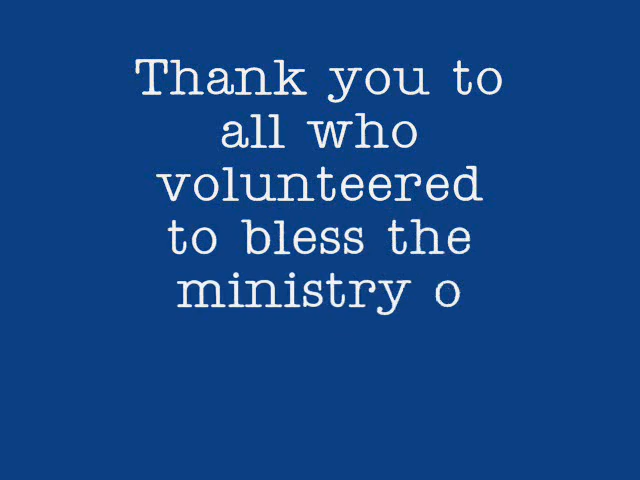 Thank you to
all who
volunteered
to bless the
ministry o